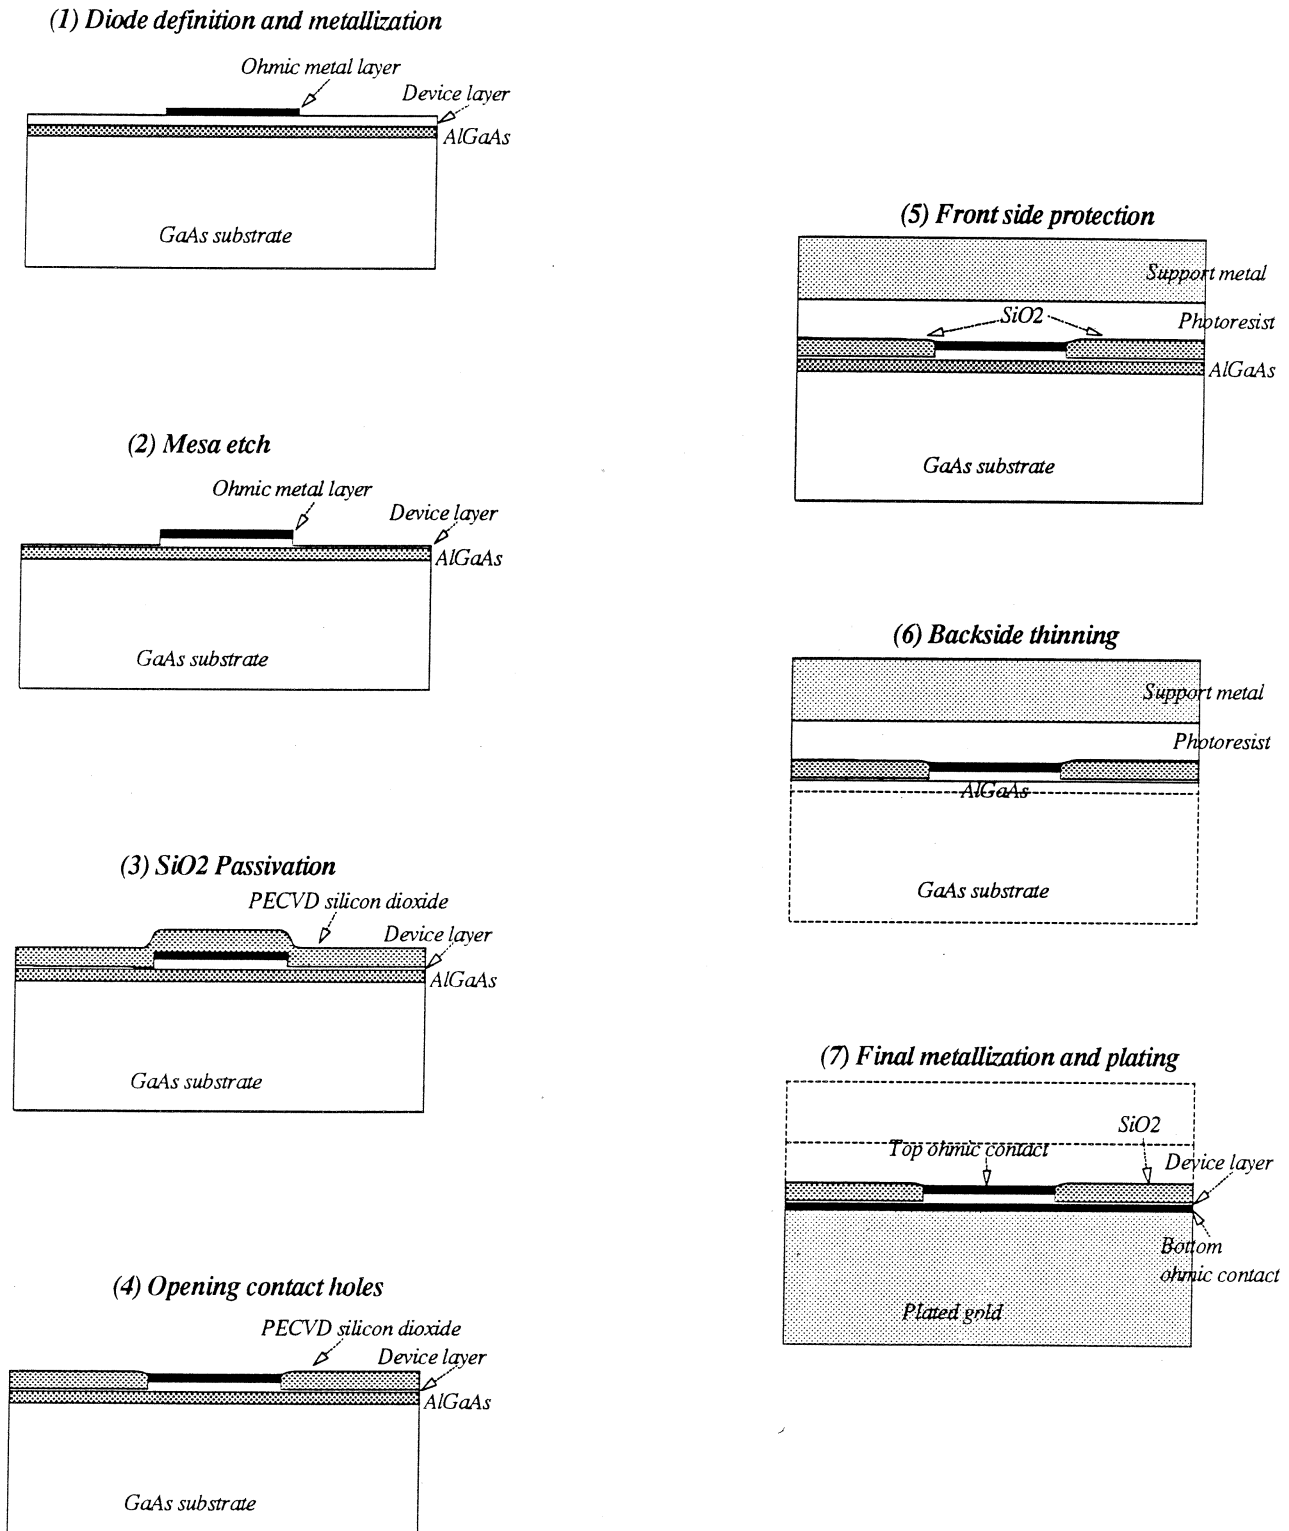 (1) Diode definition and metallization
Ohmic metal layer
Device layer
AlGaAs
GaAs substrate
(2) Mesa etch
Ohmic metal layer
Device layer
AlGaAs
GaAs substrate
(3) SiO2 Passivation
PECVD silicon dioxide
Device layer
AlGaAs
GaAs substrate
(4) Opening contact holes
PECVD silicon dioxide
Device layer
AlGaAs
GaAs substrate
(5) Front side protection
Support metal
SiO2
Photoresist
AlGaAs
GaAs substrate
(6) Backside thinning
Support metal
Photoresist
AlGaAs
GaAs substrate
(7) Final metallization and plating
SiO2
Top ohmic contact
Device layer
Bottom
ohmic contact
Plated gold